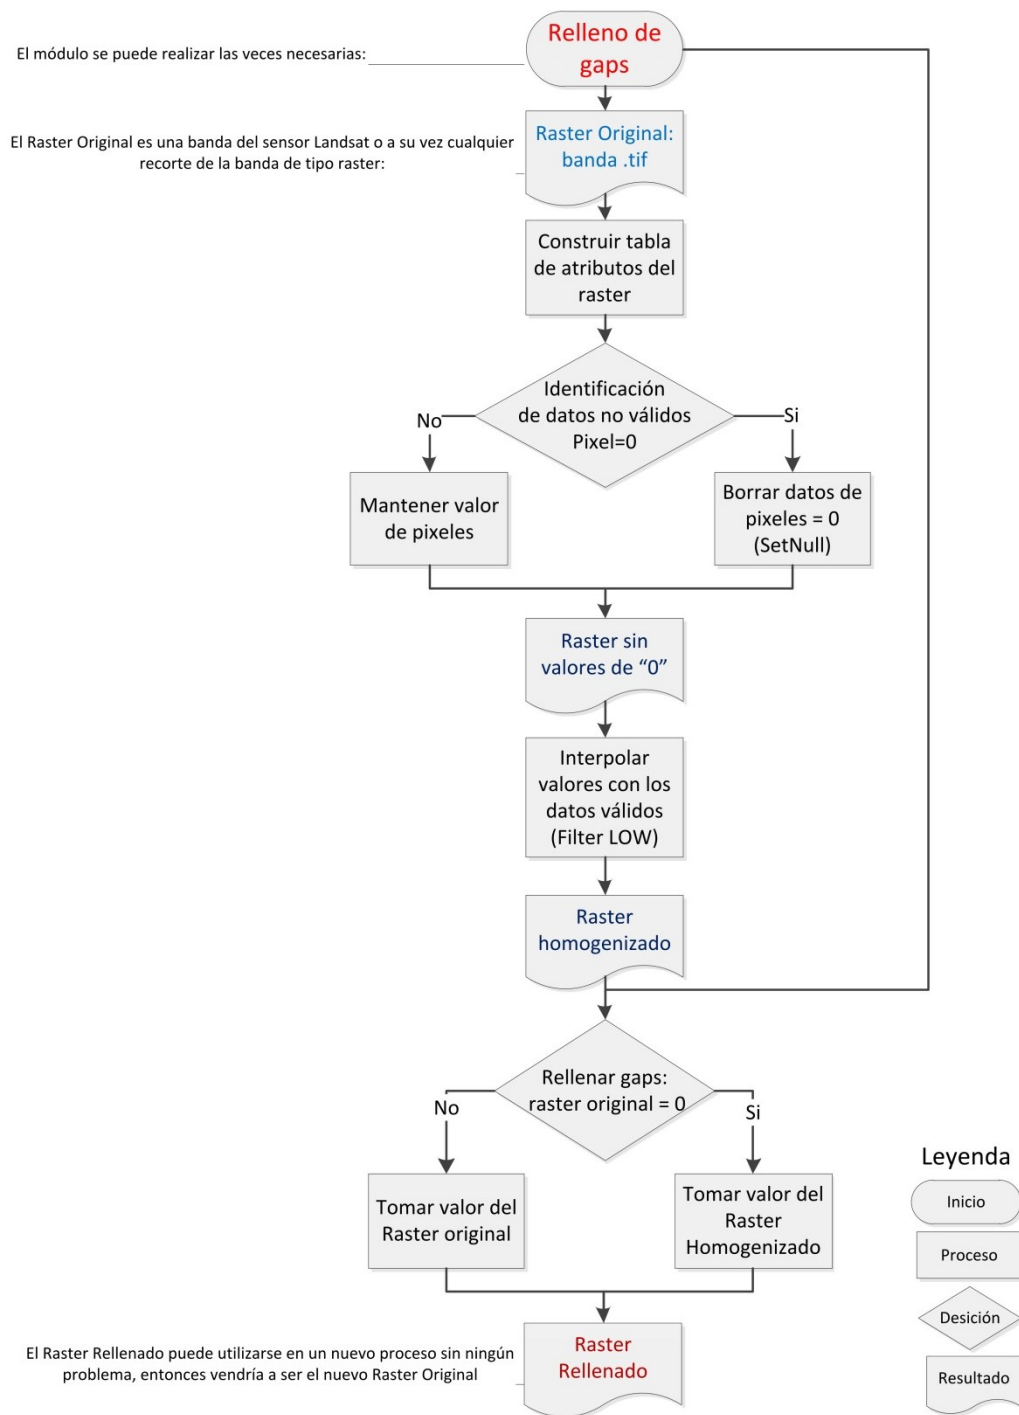 Relleno de
gaps
El módulo se puede realizar las veces necesarias:
Raster Original:
banda .tif
El Raster Original es una banda del sensor Landsat o a su vez cualquier
recorte de la banda de tipo raster:
Construir tabla
de atributos del
raster
Identificación
de datos no válidos
Pixel=0
No
Si
Mantener valor
de pixeles
Borrar datos de
pixeles = 0
(SetNull)
Raster sin
valores de “0”
Interpolar
valores con los
datos válidos
(Filter LOW)
Raster
homogenizado
Rellenar gaps:
raster original = 0
No
Si
Tomar valor del
Raster original
Tomar valor del
Raster
Homogenizado
Raster
Rellenado
El Raster Rellenado puede utilizarse en un nuevo proceso sin ningún
problema, entonces vendría a ser el nuevo Raster Original
Leyenda
Inicio
Proceso
Desición
Resultado